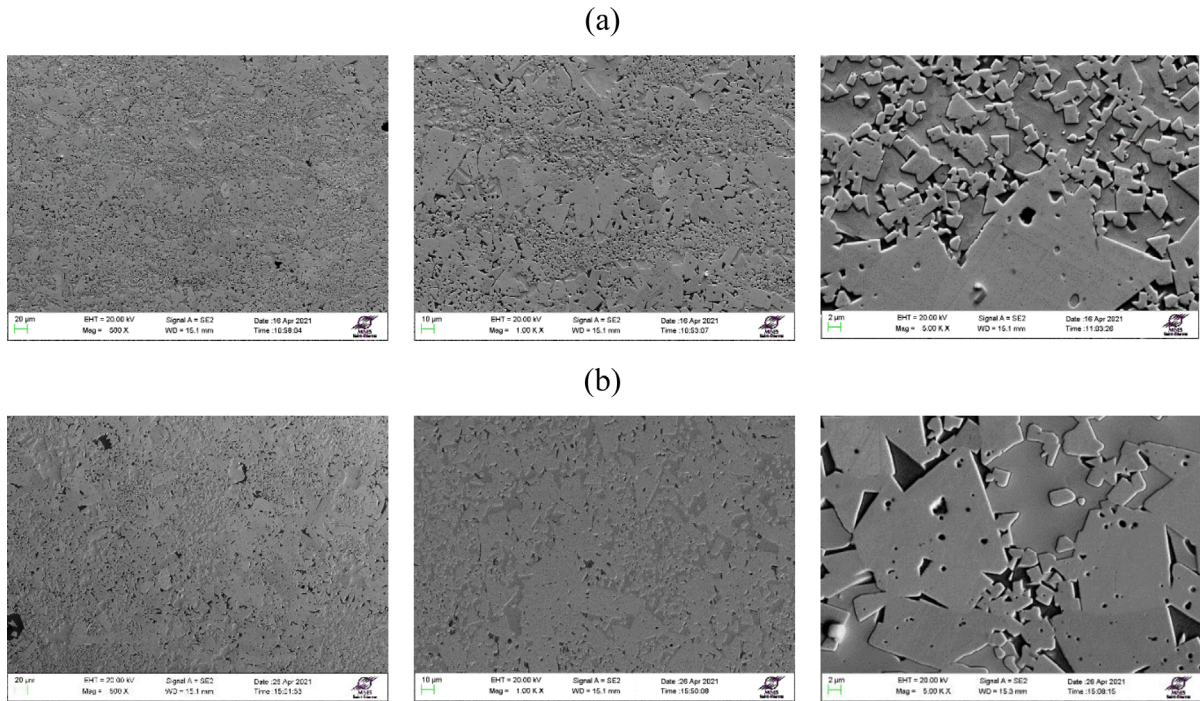 (a)
20 µm EHT = 20.00 kV Signal A = SE2 Date :16 Apr 2021
Mag = 500 X WD = 15.1 mm Time :10:58:04
10 µm EHT = 20.00 kV Signal A = SE2 Date :16 Apr 2021
Mag = 1.00 K X WD = 15.1 mm Time :10:53:07
2 µm EHT = 20.00 kV Signal A = SE2 Date :16 Apr 2021
Mag = 5.00 K X WD = 15.1 mm Time :11:03:26
(b)
20 µm EHT = 20.00 kV Signal A = SE2 Date :26 Apr 2021
Mag = 500 X WD = 15.1 mm Time :15:51:53
10 µm EHT = 20.00 kV Signal A = SE2 Date :26 Apr 2021
Mag = 1.00 K X WD = 15.1 mm Time :15:50:08
2 µm EHT = 20.00 kV Signal A = SE2 Date :26 Apr 2021
Mag = 5.00 K X WD = 15.3 mm Time :15:08:15